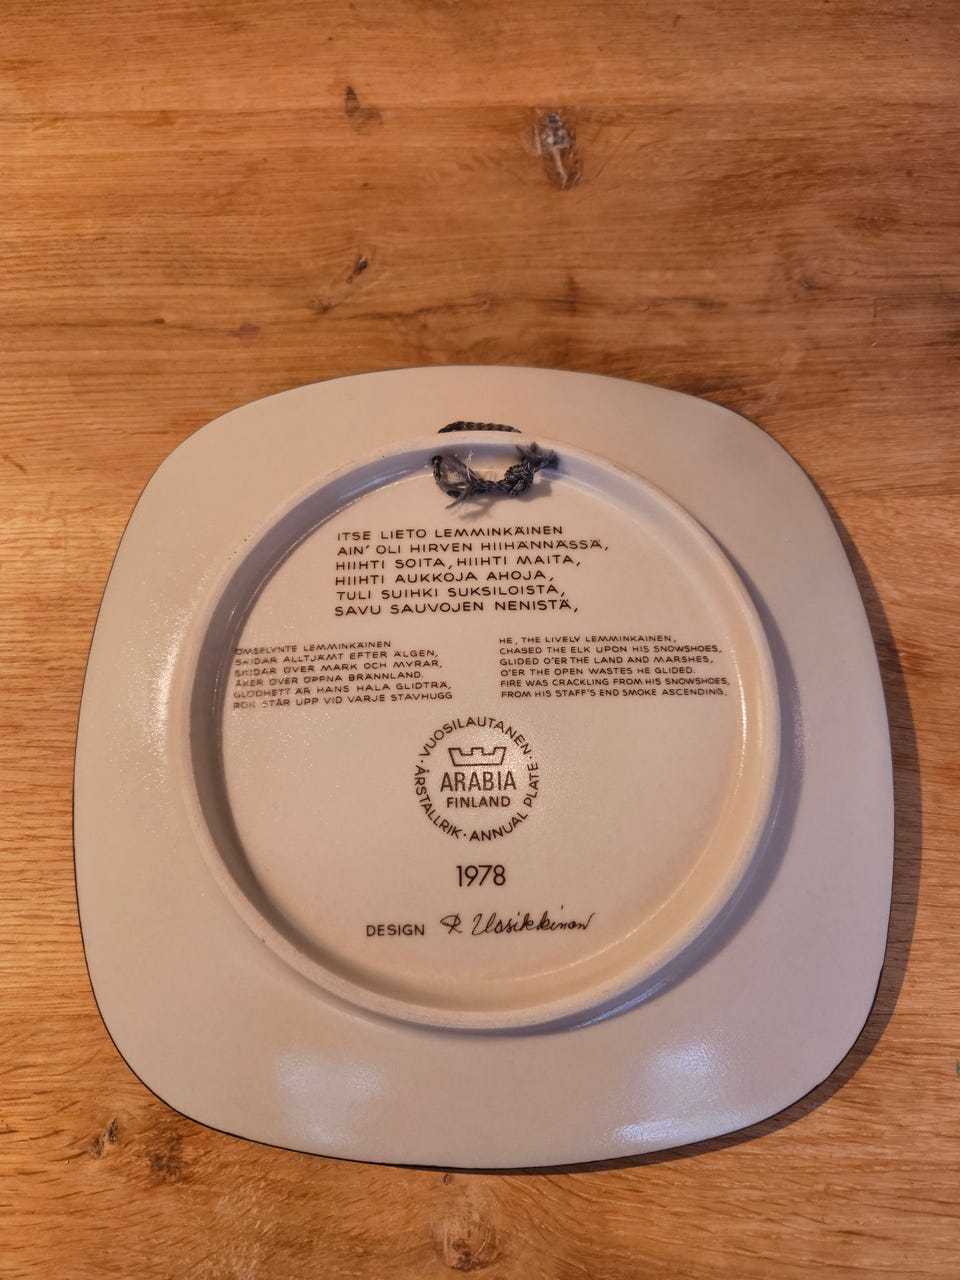 ITSE LIETO LEMMINKÄINEN
AIN' OLI HIRVEN HIIHÄNNÄSSÄ,
HIIHTI SOITA, HIIHTI MAITA,
HIIHTI AUKKOJA AHOJA,
TULI SUIHKI SUKSILOISTA,
SAVU SAUVOJEN NENISTÄ,
OMSELYNTE LEMMINKÄINEN
SKIDAR ALLTJÄMT EFTER ÄLGEN,
SKIDAR ÖVER MARK OCH MYRAR,
ÅKER ÖVER ÖPPNA BRÄNNLAND.
GLÖDHETT ÄR HANS HALA GLIDTRÄ,
RÖK STÅR UPP VID VARJE STAVHUGG
HE, THE LIVELY LEMMINKAINEN,
CHASED THE ELK UPON HIS SNOWSHOES,
GLIDED O'ER THE LAND AND MARSHES,
O'ER THE OPEN WASTES HE GLIDED.
FIRE WAS CRACKLING FROM HIS SNOWSHOES,
FROM HIS STAFF'S END SMOKE ASCENDING.
· VUOSILAUTANEN · ANNUAL PLATE · ÅRSTALLRIK
ARABIA
FINLAND
1978
DESIGN R Uosikkinen